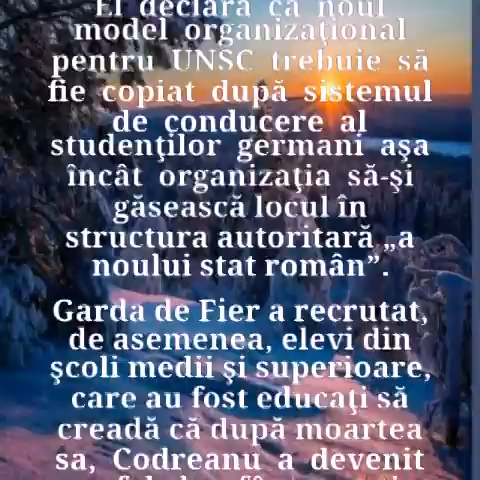 El declară că noul
model organizaţional
pentru UNSC trebuie să
fie copiat după sistemul
de conducere al
studenţilor germani aşa
încât organizaţia să-şi
găsească locul în
structura autoritară „a
noului stat român”.
Garda de Fier a recrutat,
de asemenea, elevi din
şcoli medii şi superioare,
care au fost educaţi să
creadă că după moartea
sa, Codreanu a devenit